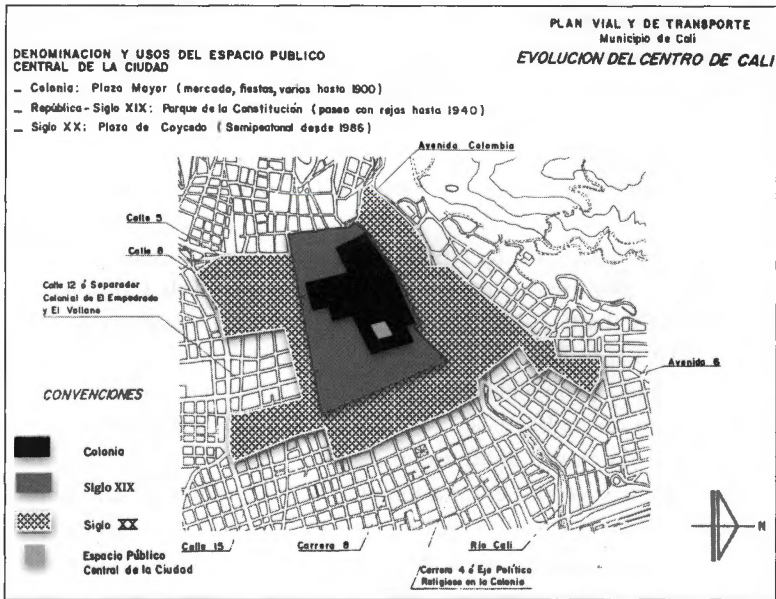 PLAN VIAL Y DE TRANSPORTE
Municipio de Cali
EVOLUCION DEL CENTRO DE CALI
DENOMINACION Y USOS DEL ESPACIO PUBLICO
CENTRAL DE LA CIUDAD
_ Colonia: Plaza Mayor (mercado, fiestas, varios hasta 1900)
_ República - Siglo XIX: Parque de la Constitución (paseo con rejas hasta 1940)
_ Siglo XX: Plaza de Caycedo (Semipeatonal desde 1986)
Avenida Colombia
Calle 5
Calle 8
Calle 12 ó Separador
Colonial de El Empedrado
y El Vallano
Avenida 6
CONVENCIONES
Colonia
Siglo XIX
Siglo XX
Espacio Público
Central de la Ciudad
Calle 15
Carrera 8
Río Cali
Carrera 4 ó Eje Político
Religioso en la Colonia
N